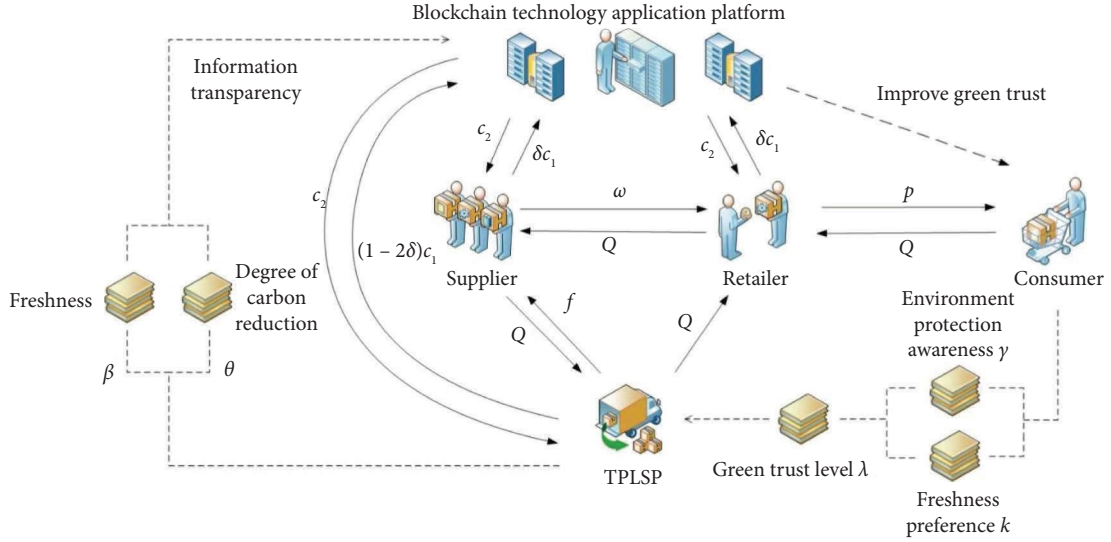 Blockchain technology application platform
Information
transparency
Improve green trust
c₂
δc₁
c₂
δc₁
c₂
ω
p
(1 – 2δ)c₁
Q
Q
Supplier
Retailer
Consumer
Freshness
Degree of
carbon
reduction
f
Q
Q
Environment
protection
awareness γ
β
θ
TPLSP
Green trust level λ
Freshness
preference k